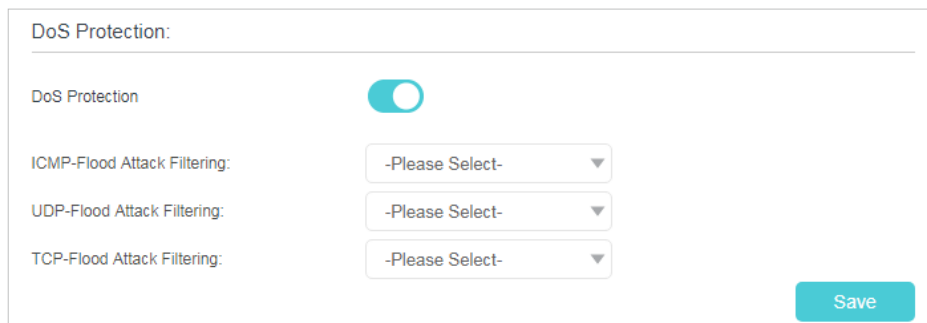 DoS Protection:
DoS Protection
ICMP-Flood Attack Filtering: -Please Select-
UDP-Flood Attack Filtering: -Please Select-
TCP-Flood Attack Filtering: -Please Select-
Save